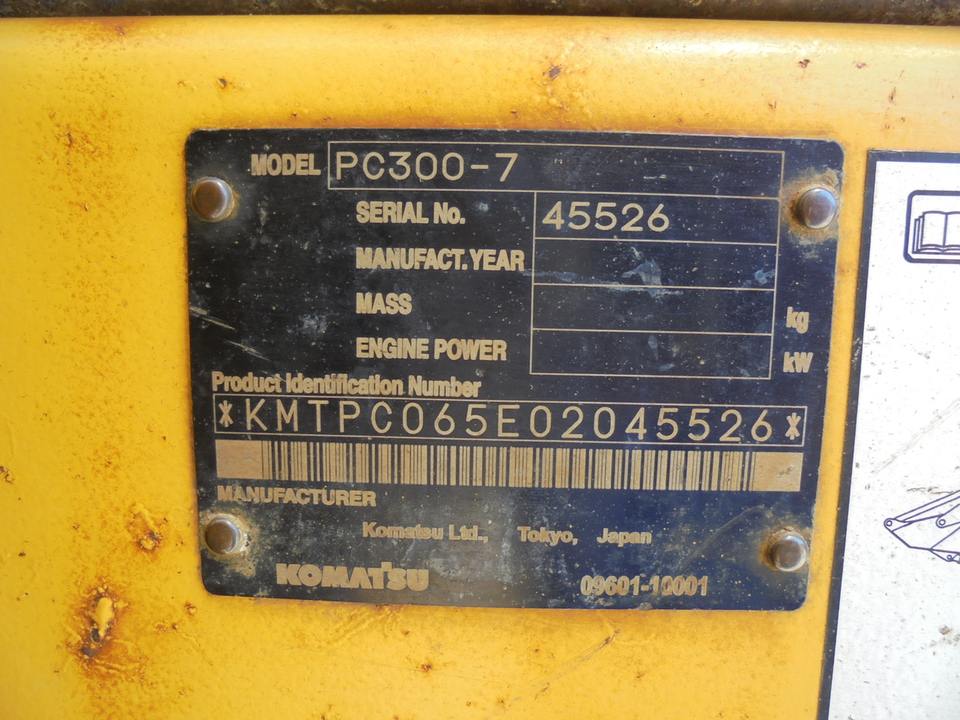 MODEL PC300-7
SERIAL No. 45526
MANUFACT. YEAR
MASS kg
ENGINE POWER kW
Product Identification Number
*KMTPC065E02045526*
MANUFACTURER
Komatsu Ltd., Tokyo, Japan
KOMATSU 09601-10001